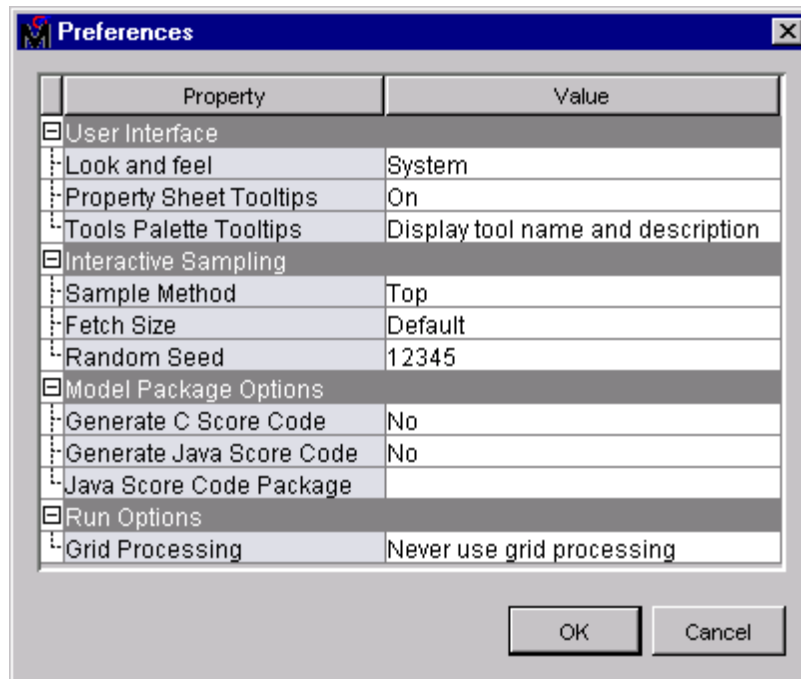 Preferences
Property Value
User Interface
Look and feel System
Property Sheet Tooltips On
Tools Palette Tooltips Display tool name and description
Interactive Sampling
Sample Method Top
Fetch Size Default
Random Seed 12345
Model Package Options
Generate C Score Code No
Generate Java Score Code No
Java Score Code Package
Run Options
Grid Processing Never use grid processing
OK Cancel